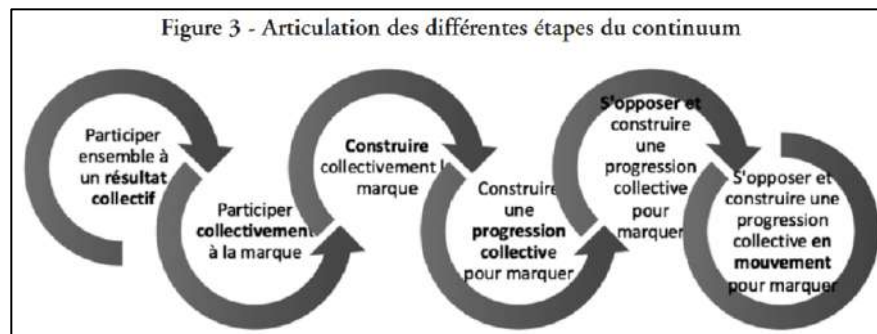 Figure 3 - Articulation des différentes étapes du continuum
Participer
ensemble à
un résultat
collectif
Participer
collectivement
à la marque
Construire
collectivement l
marque
Construire
une
progression
collective
pour marquer
S'opposer et
construire
une
progression
collective
pour
marquer
S'opposer et
construire une
progression
collective en
mouvement
pour marquer